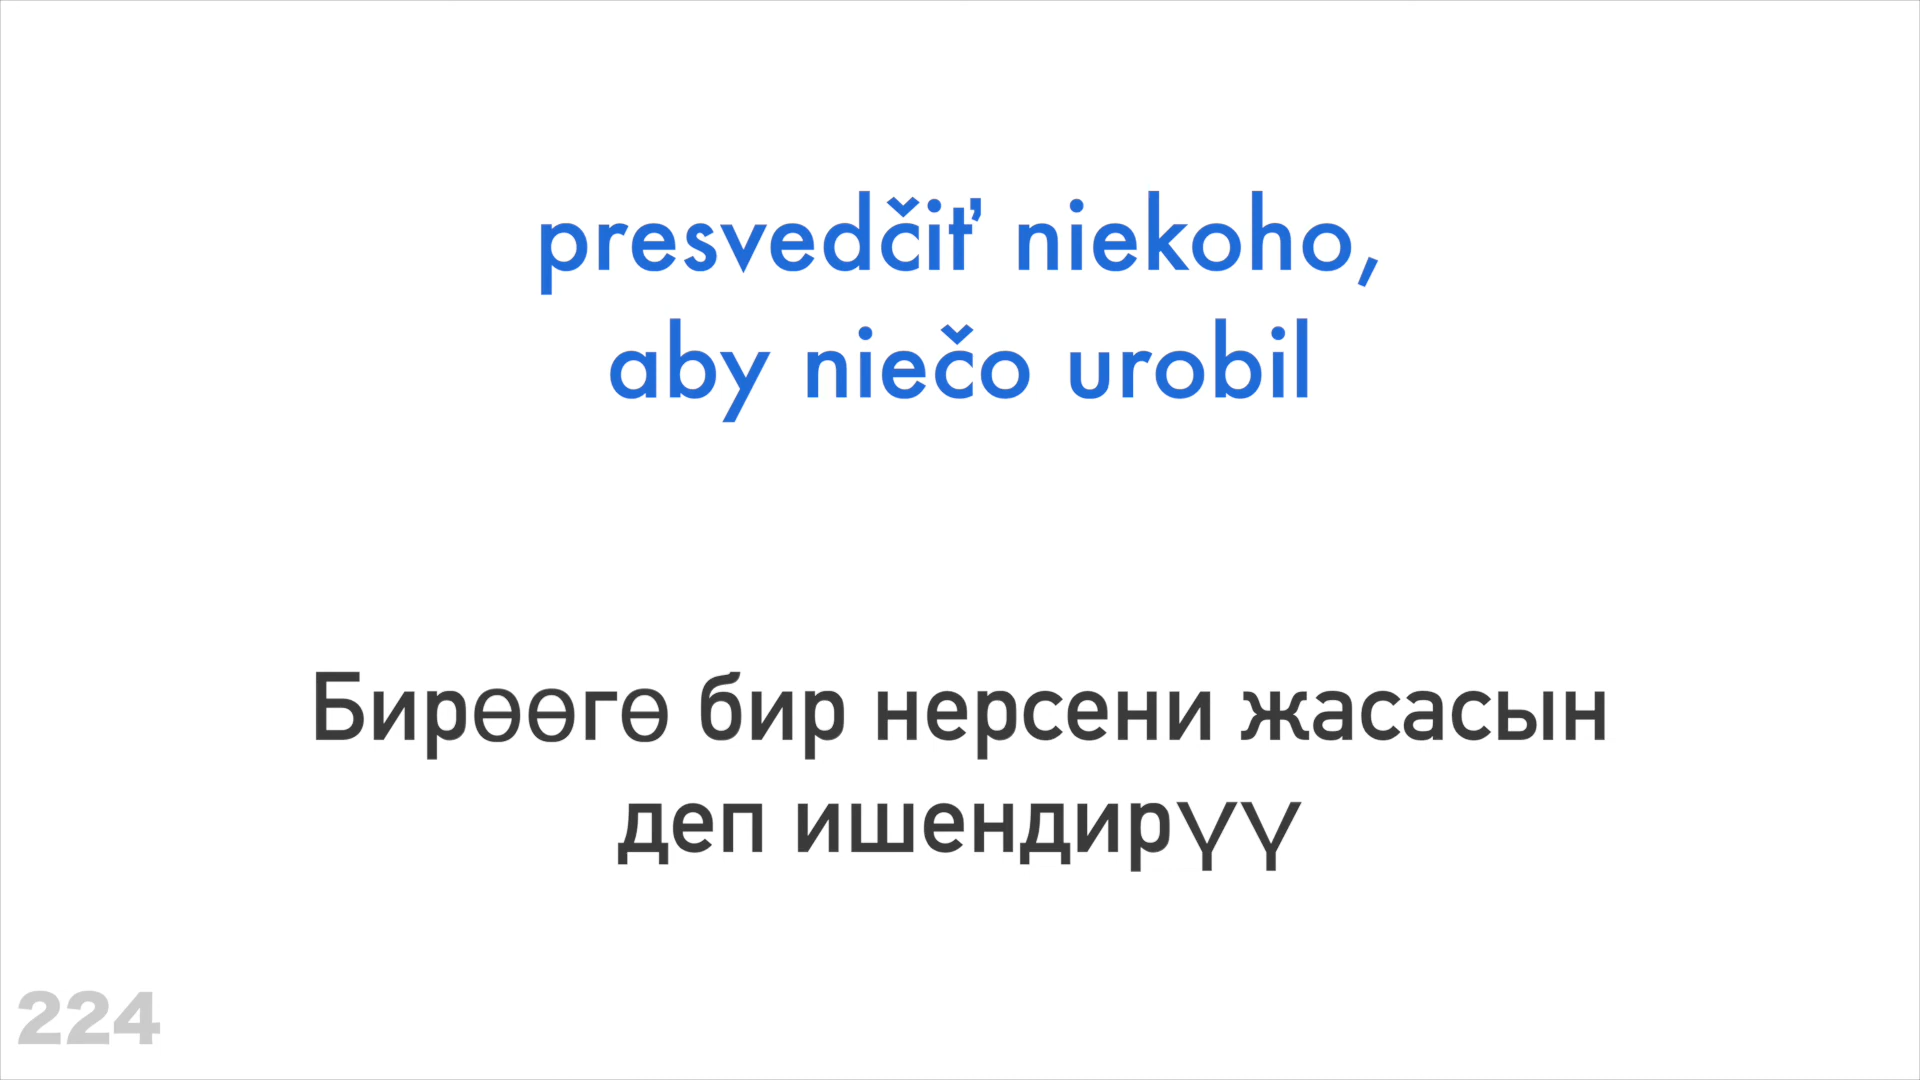 presvedčiť niekoho,
aby niečo urobil
Бирөөгө бир нерсени жасасын
деп ишендирүү
224